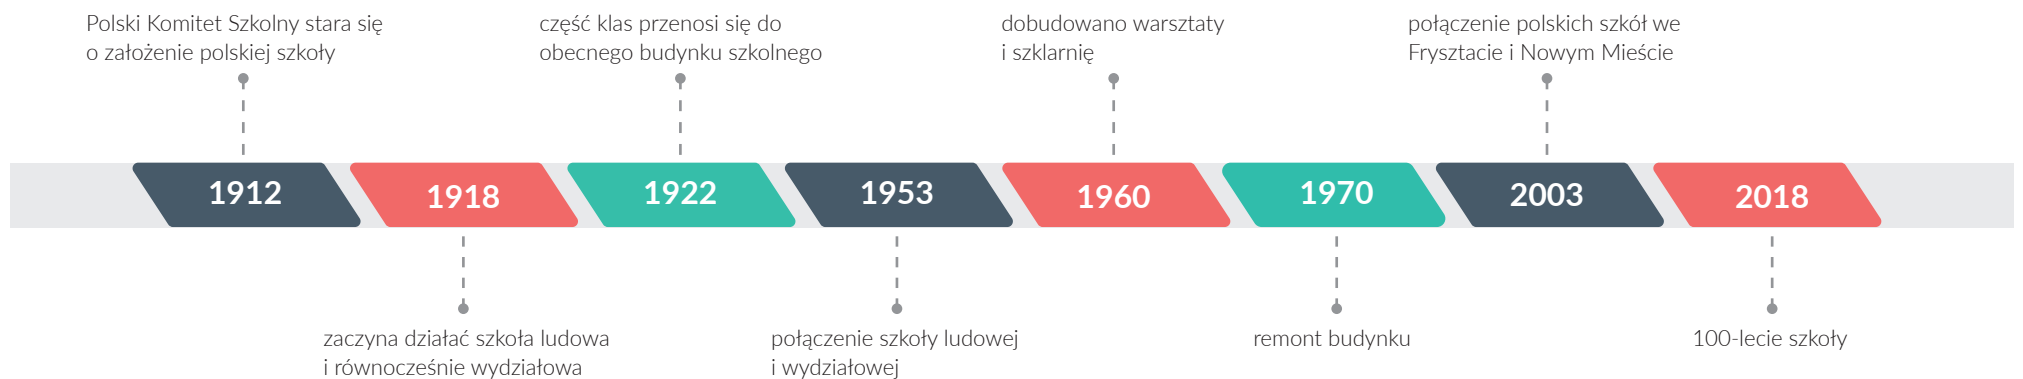 Polski Komitet Szkolny stara się
o założenie polskiej szkoły
część klas przenosi się do
obecnego budynku szkolnego
dobudowano warsztaty
i szklarnię
połączenie polskich szkół we
Frysztacie i Nowym Mieście
1912
1918
1922
1953
1960
1970
2003
2018
zaczyna działać szkoła ludowa
i równocześnie wydziałowa
połączenie szkoły ludowej
i wydziałowej
remont budynku
100-lecie szkoły